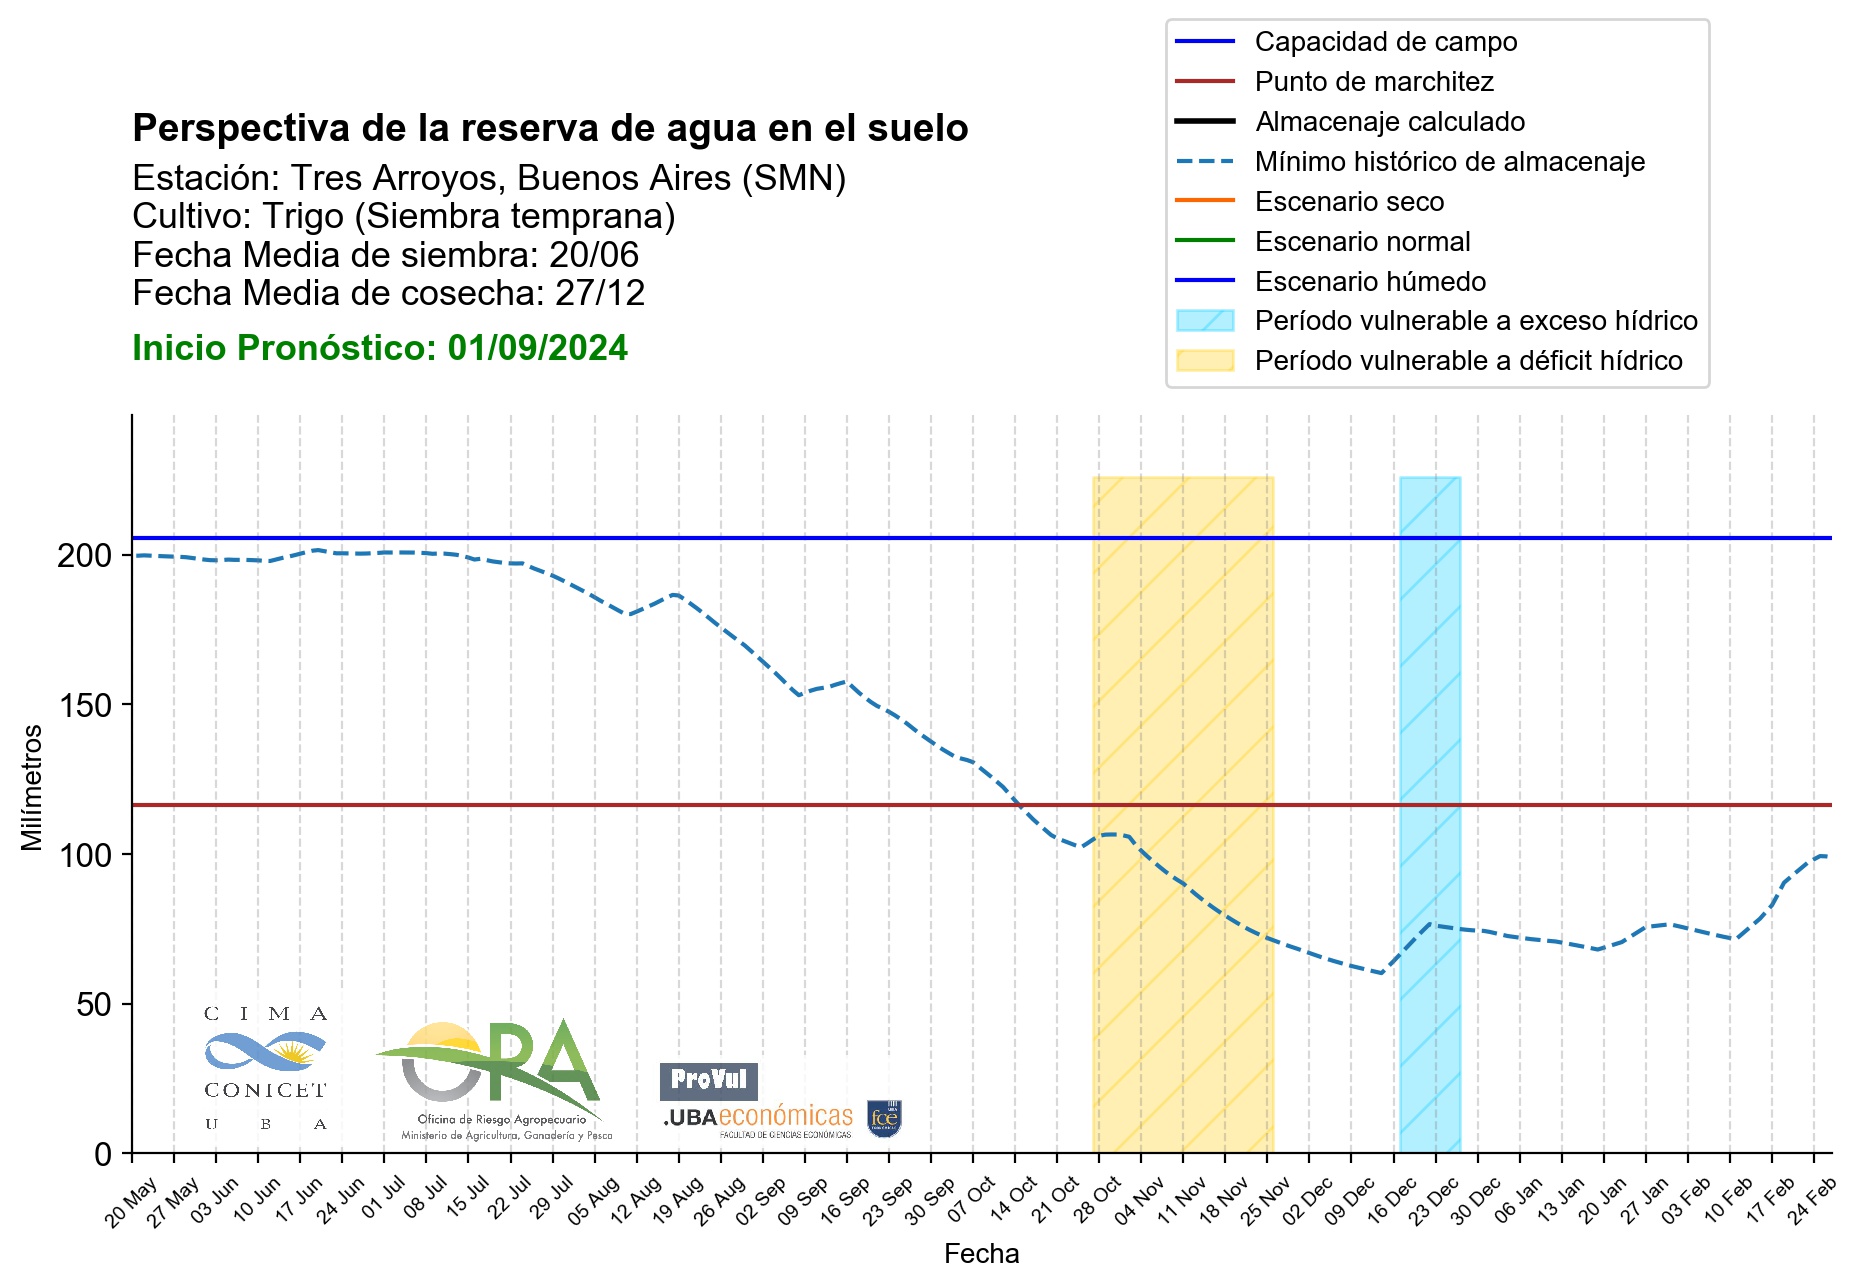 Capacidad de campo
Punto de marchitez
Almacenaje calculado
Mínimo histórico de almacenaje
Escenario seco
Escenario normal
Escenario húmedo
Período vulnerable a exceso hídrico
Período vulnerable a déficit hídrico
Perspectiva de la reserva de agua en el suelo
Estación: Tres Arroyos, Buenos Aires (SMN)
Cultivo: Trigo (Siembra temprana)
Fecha Media de siembra: 20/06
Fecha Media de cosecha: 27/12
Inicio Pronóstico: 01/09/2024
Milímetros
200
150
100
50
0
CIMA
CONICET
UBA
ORA
Oficina de Riesgo Agropecuario
Ministerio de Agricultura, Ganadería y Pesca
ProVul
.UBAeconómicas
FACULTAD DE CIENCIAS ECONÓMICAS
fce
20 May
27 May
03 Jun
10 Jun
17 Jun
24 Jun
01 Jul
08 Jul
15 Jul
22 Jul
29 Jul
05 Aug
12 Aug
19 Aug
26 Aug
02 Sep
09 Sep
16 Sep
23 Sep
30 Sep
07 Oct
14 Oct
21 Oct
28 Oct
04 Nov
11 Nov
18 Nov
25 Nov
02 Dec
09 Dec
16 Dec
23 Dec
30 Dec
06 Jan
13 Jan
20 Jan
27 Jan
03 Feb
10 Feb
17 Feb
24 Feb
Fecha